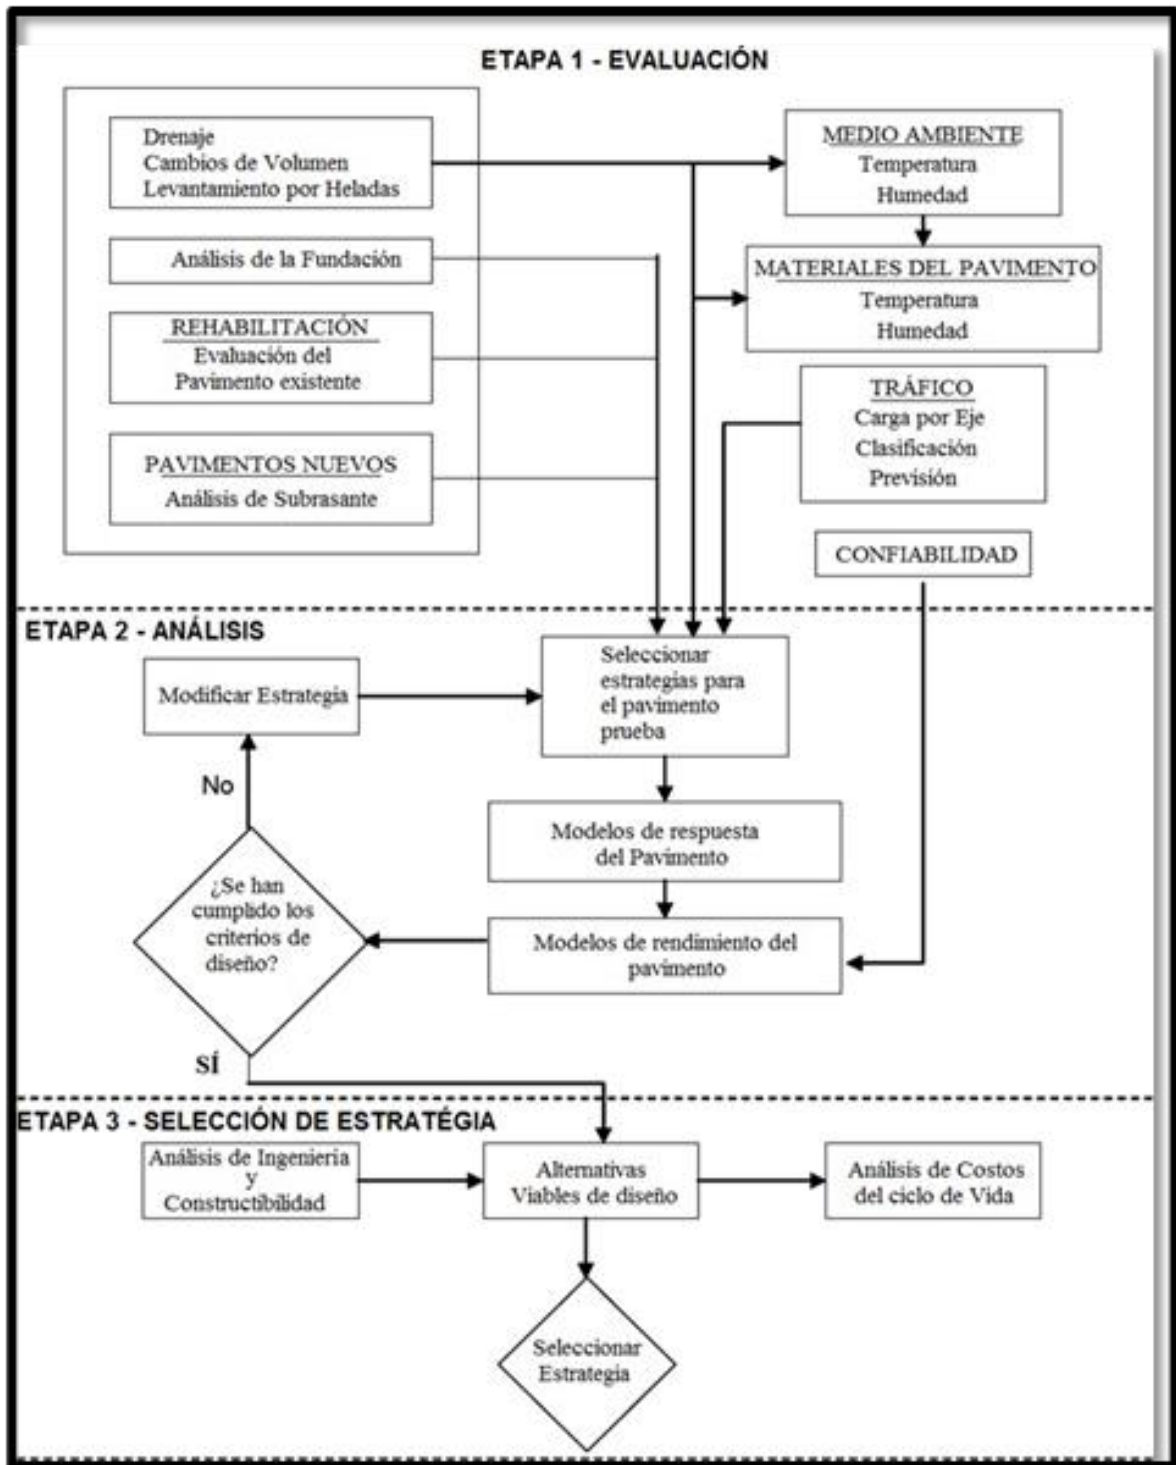 ETAPA 1 - EVALUACIÓN
Drenaje
Cambios de Volumen
Levantamiento por Heladas
MEDIO AMBIENTE
Temperatura
Humedad
Análisis de la Fundación
MATERIALES DEL PAVIMENTO
Temperatura
Humedad
REHABILITACIÓN
Evaluación del
Pavimento existente
TRÁFICO
Carga por Eje
Clasificación
Previsión
PAVIMENTOS NUEVOS
Análisis de Subrasante
CONFIABILIDAD
ETAPA 2 - ANÁLISIS
Modificar Estrategia
Seleccionar
estrategias para
el pavimento
prueba
No
Modelos de respuesta
del Pavimento
¿Se han
cumplido los
criterios de
diseño?
Modelos de rendimiento del
pavimento
SÍ
ETAPA 3 - SELECCIÓN DE ESTRATÉGIA
Análisis de Ingeniería
y
Constructibilidad
Alternativas
Viables de diseño
Análisis de Costos
del ciclo de Vida
Seleccionar
Estrategia